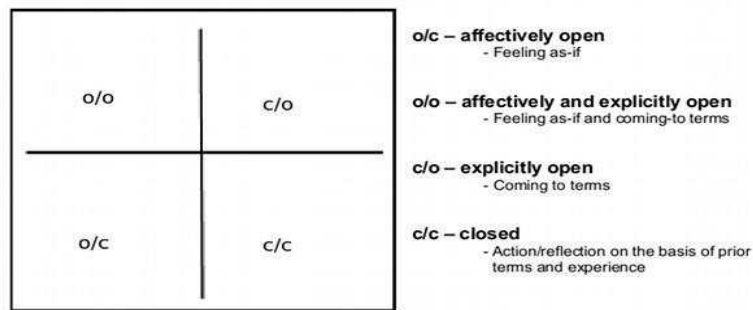 o/o
c/o
o/c
c/c
o/c – affectively open
- Feeling as-if
o/o – affectively and explicitly open
- Feeling as-if and coming-to terms
c/o – explicitly open
- Coming to terms
c/c – closed
- Action/reflection on the basis of prior
terms and experience